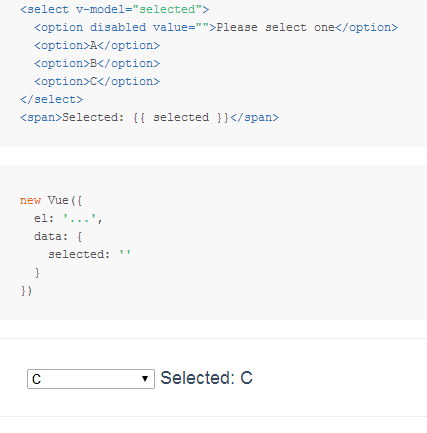 <select v-model="selected">
  <option disabled value="">Please select one</option>
  <option>A</option>
  <option>B</option>
  <option>C</option>
</select>
<span>Selected: {{ selected }}</span>
new Vue({
  el: '...',
  data: {
    selected: ''
  }
})
C Selected: C